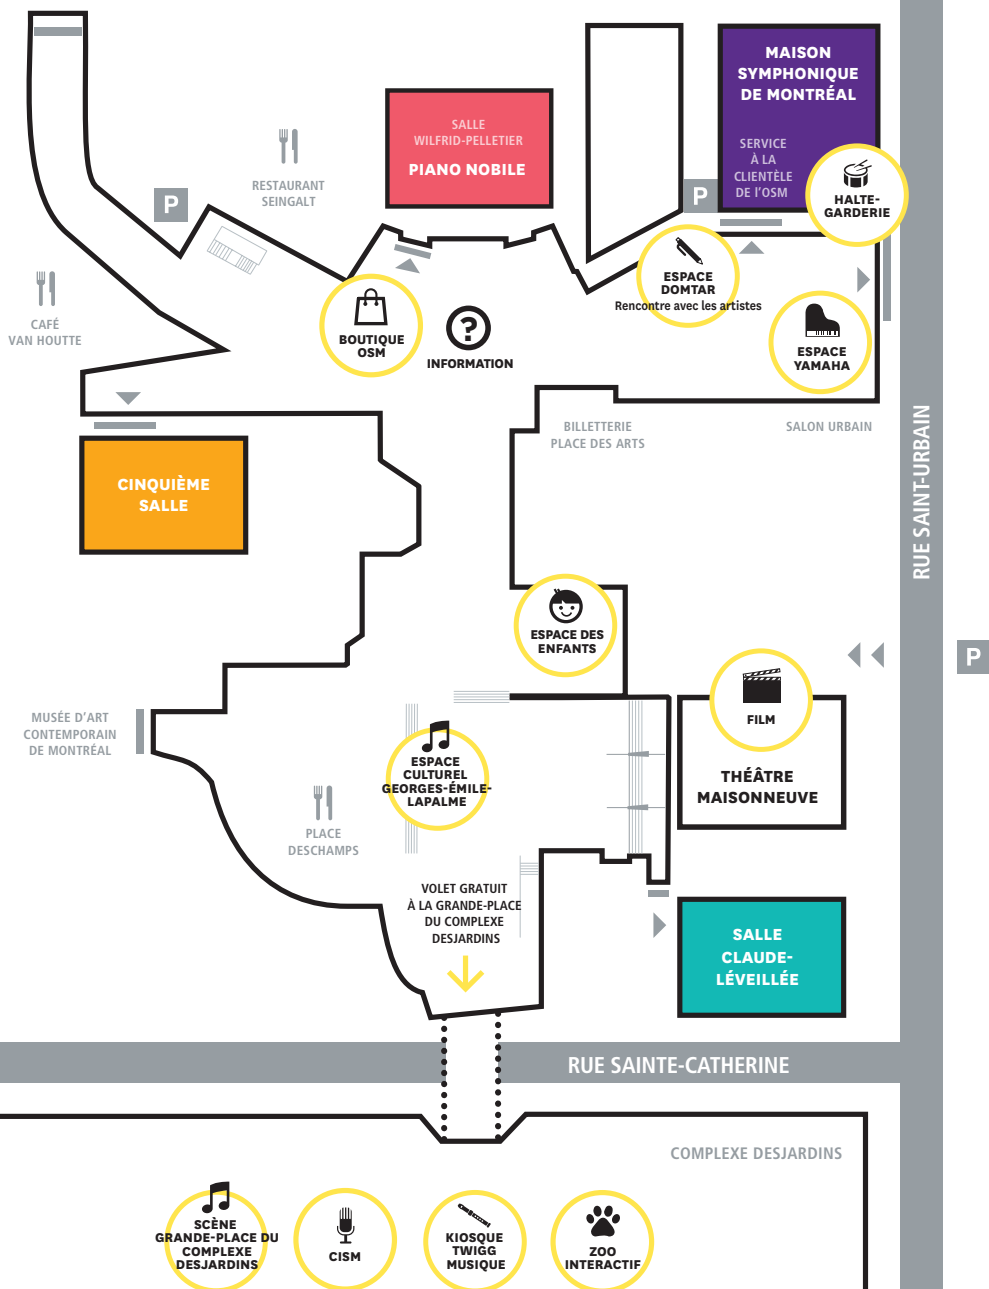 MAISON
SYMPHONIQUE
DE MONTRÉAL
SERVICE
À LA
CLIENTÈLE
DE l'OSM
HALTE-
GARDERIE
SALLE
WILFRID-PELLETIER
PIANO NOBILE
RESTAURANT
SEINGALT
P
P
CAFÉ
VAN HOUTTE
BOUTIQUE
OSM
?
INFORMATION
ESPACE
DOMTAR
Rencontre avec les artistes
ESPACE
YAMAHA
BILLETTERIE
PLACE DES ARTS
SALON URBAIN
RUE SAINT-URBAIN
CINQUIÈME
SALLE
ESPACE DES
ENFANTS
P
FILM
THÉÂTRE
MAISONNEUVE
MUSÉE D'ART
CONTEMPORAIN
DE MONTRÉAL
ESPACE
CULTUREL
GEORGES-ÉMILE-
LAPALME
PLACE
DESCHAMPS
VOLET GRATUIT
À LA GRANDE-PLACE
DU COMPLEXE
DESJARDINS
SALLE
CLAUDE-
LÉVEILLÉE
RUE SAINTE-CATHERINE
COMPLEXE DESJARDINS
SCÈNE
GRANDE-PLACE DU
COMPLEXE
DESJARDINS
CISM
KIOSQUE
TWIGG
MUSIQUE
ZOO
INTERACTIF